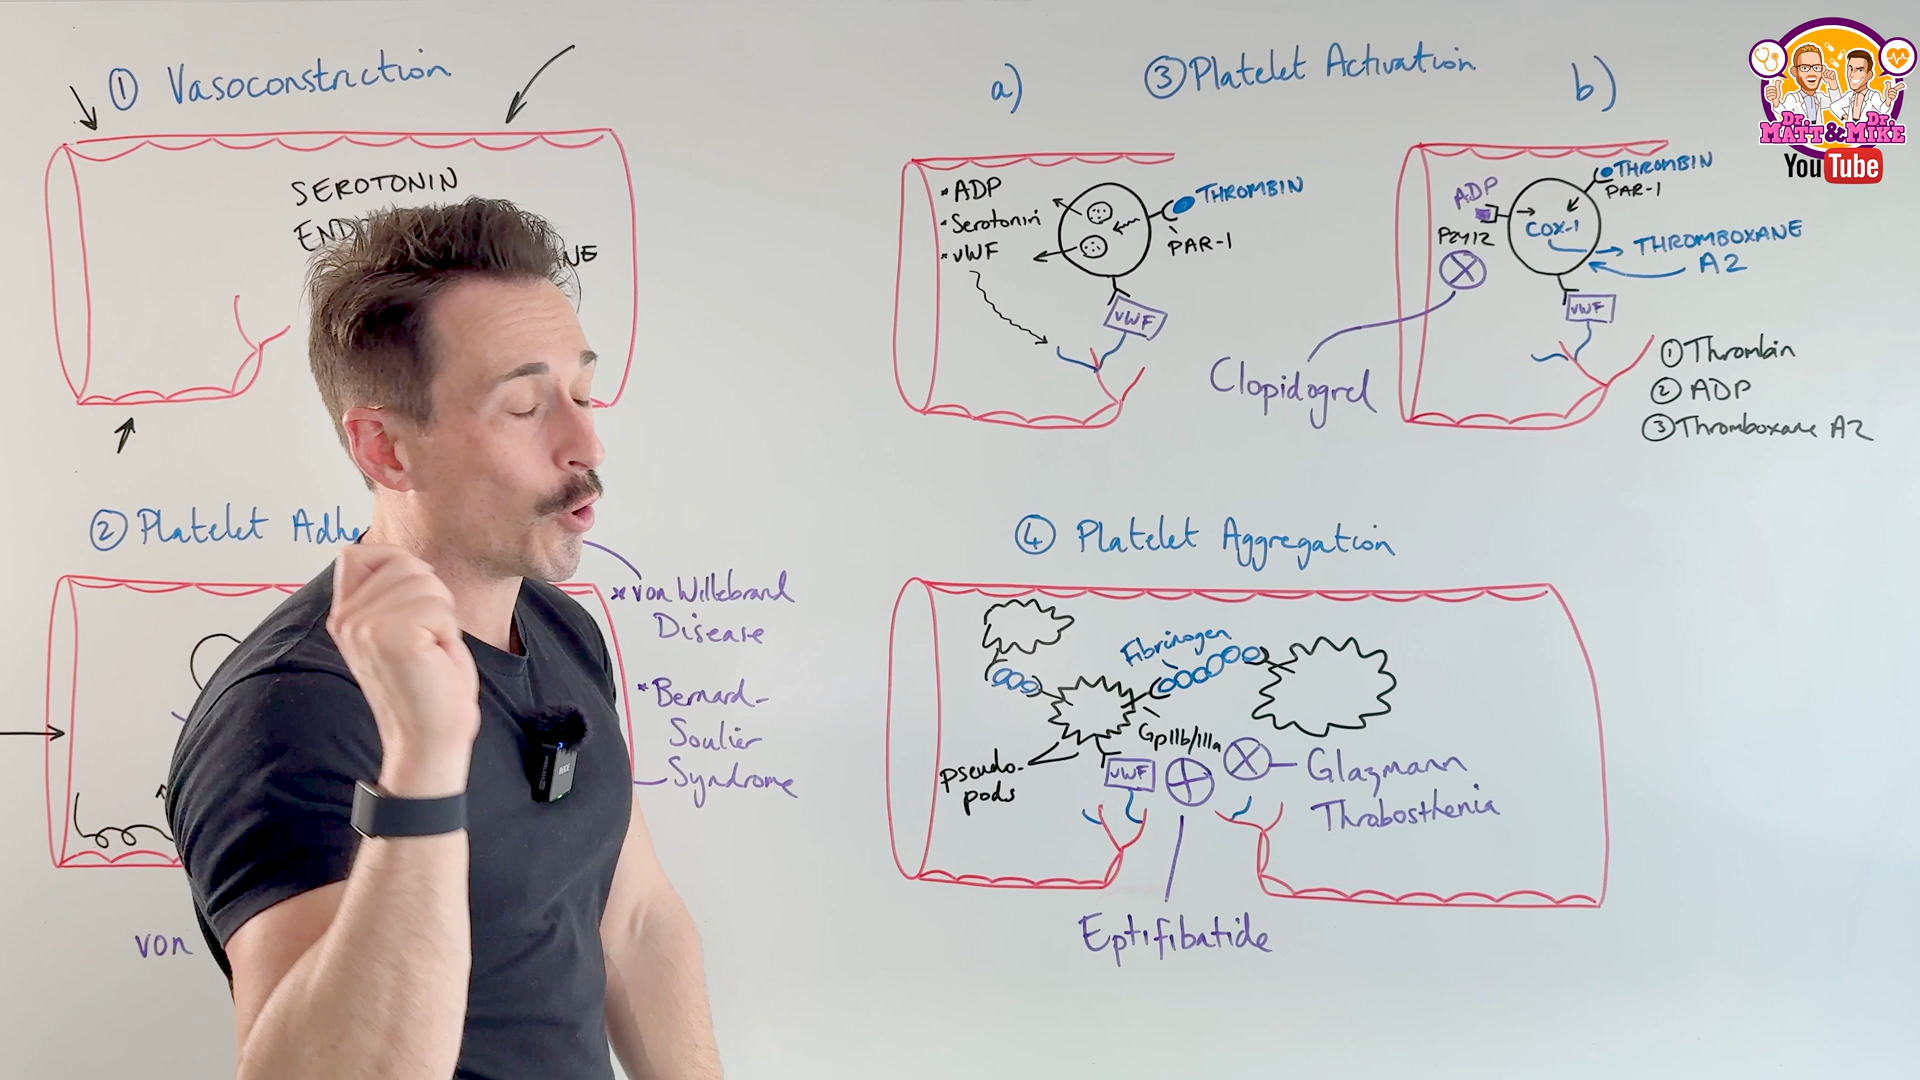 ① Vasoconstriction
SEROTONIN
② Platelet
* von Willebrand
Disease
* Bernard-
Soulier
Syndrome
von
③ Platelet Activation
a)
* ADP
• Serotonin
* vWF
THROMBIN
PAR-1
vWF
b)
THROMBIN
PAR-1
ADP
P2Y12
COX-1
THROMBOXANE
A2
vWF
Clopidogrel
① Thrombin
② ADP
③ Thromboxane A2
④ Platelet Aggregation
Fibrinogen
GpIIb/IIIa
pseudo-
pods
vWF
Glazmann
Thrabosthenia
Eptifibatide
Dr. Dr.
MATT & MIKE
YouTube